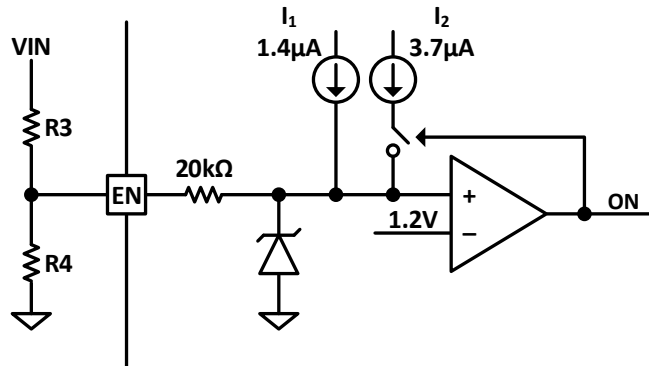 I₁
1.4µA
I₂
3.7µA
VIN
R3
EN
20kΩ
R4
+
1.2V
−
ON